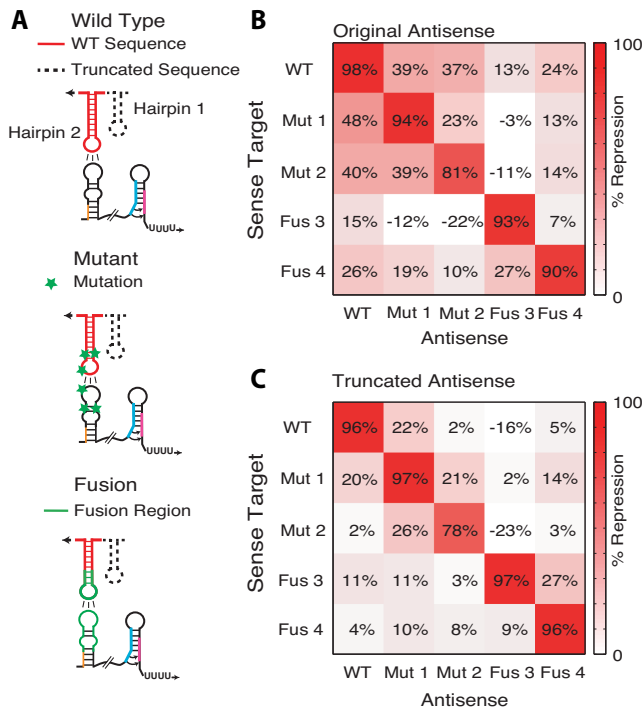 A
Wild Type
WT Sequence
Truncated Sequence
Hairpin 1
Hairpin 2
UUUU
Mutant
Mutation
UUUU
Fusion
Fusion Region
UUUU
B
Original Antisense
Sense Target
WT 98% 39% 37% 13% 24%
Mut 1 48% 94% 23% -3% 13%
Mut 2 40% 39% 81% -11% 14%
Fus 3 15% -12% -22% 93% 7%
Fus 4 26% 19% 10% 27% 90%
WT Mut 1 Mut 2 Fus 3 Fus 4
Antisense
100
% Repression
0
C
Truncated Antisense
Sense Target
WT 96% 22% 2% -16% 5%
Mut 1 20% 97% 21% 2% 14%
Mut 2 2% 26% 78% -23% 3%
Fus 3 11% 11% 3% 97% 27%
Fus 4 4% 10% 8% 9% 96%
WT Mut 1 Mut 2 Fus 3 Fus 4
Antisense
100
% Repression
0